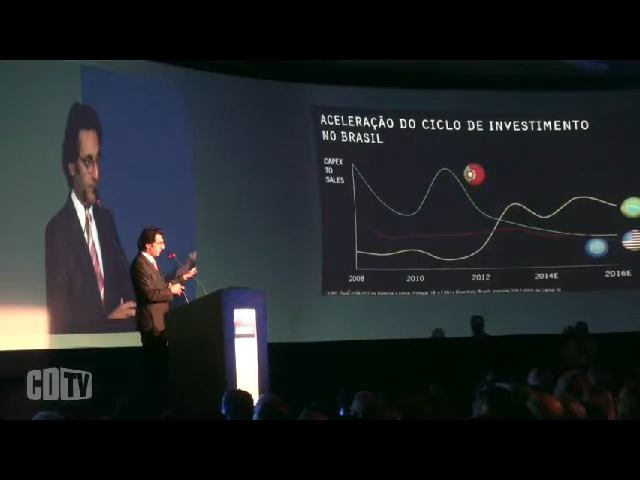 ACELERAÇÃO DO CICLO DE INVESTIMENTO
NO BRASIL
CAPEX
TO
SALES
2008
2010
2012
2014E
2016E
CDTV